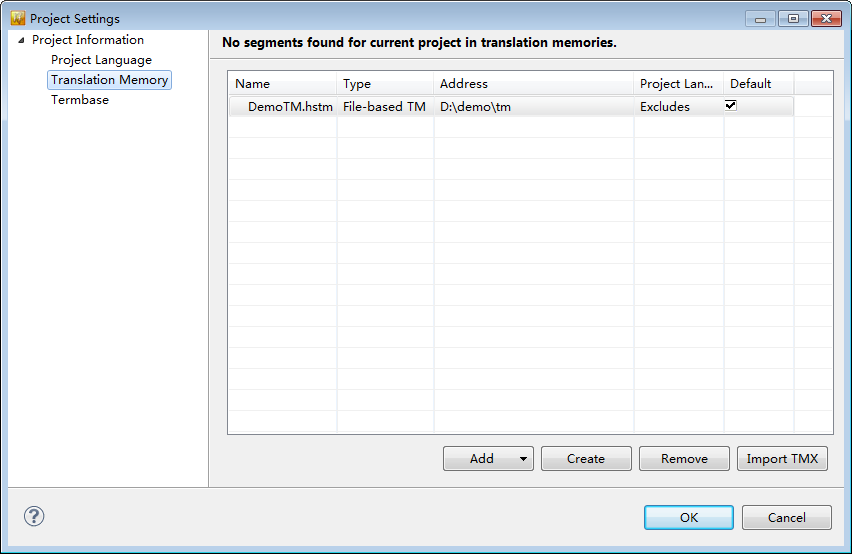 Project Settings
Project Information
Project Language
Translation Memory
Termbase
No segments found for current project in translation memories.
Name Type Address Project Lan... Default
DemoTM.hstm File-based TM D:\demo\tm Excludes
Add Create Remove Import TMX
? OK Cancel